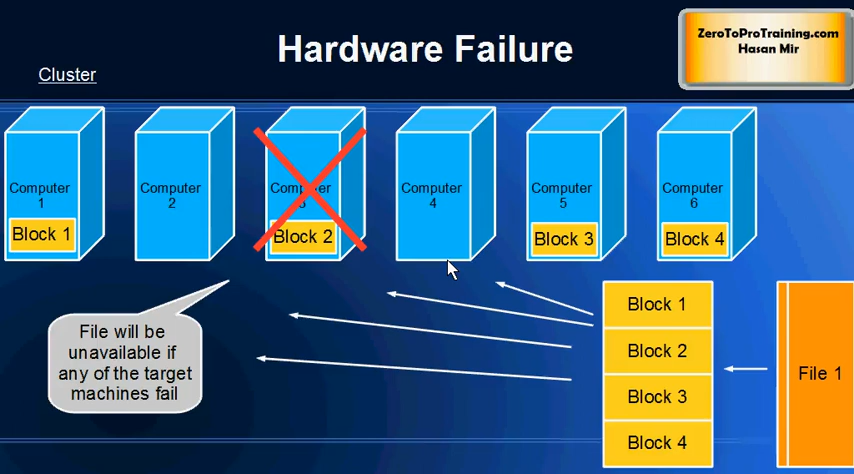 Hardware Failure
ZeroToProTraining.com
Hasan Mir
Cluster
Computer
1
Block 1
Computer
2
Computer
3
Block 2
Computer
4
Computer
5
Block 3
Computer
6
Block 4
File will be
unavailable if
any of the target
machines fail
Block 1
Block 2
Block 3
Block 4
File 1